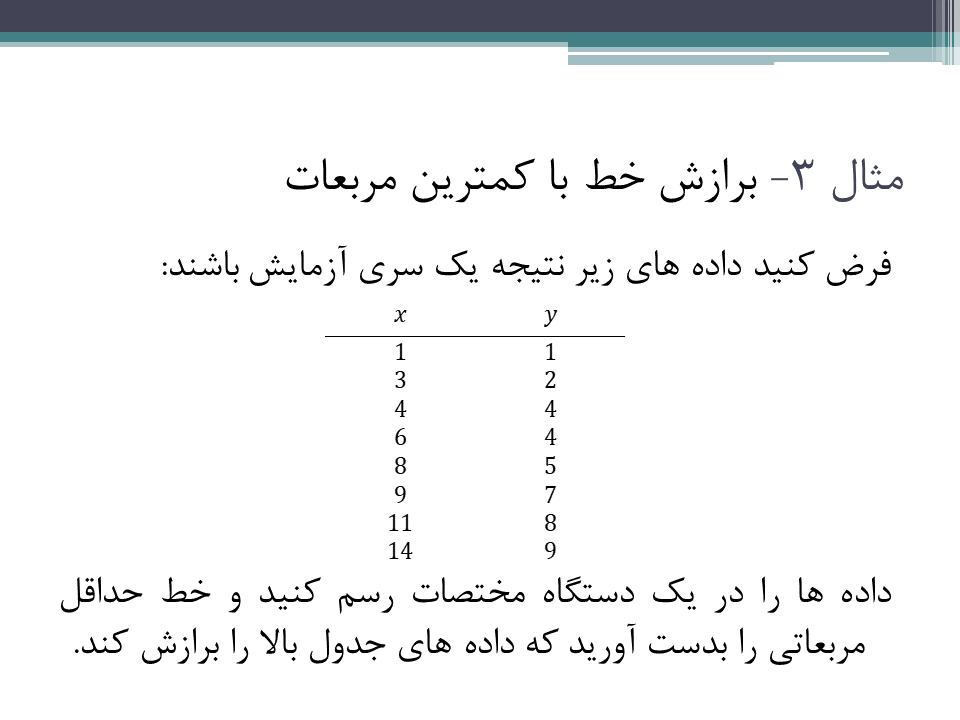 مثال ۳- برازش خط با کمترین مربعات
فرض کنید داده های زیر نتیجه یک سری آزمایش باشند:
x y
1 1
3 2
4 4
6 4
8 5
9 7
11 8
14 9
داده ها را در یک دستگاه مختصات رسم کنید و خط حداقل
مربعاتی را بدست آورید که داده های جدول بالا را برازش کند.